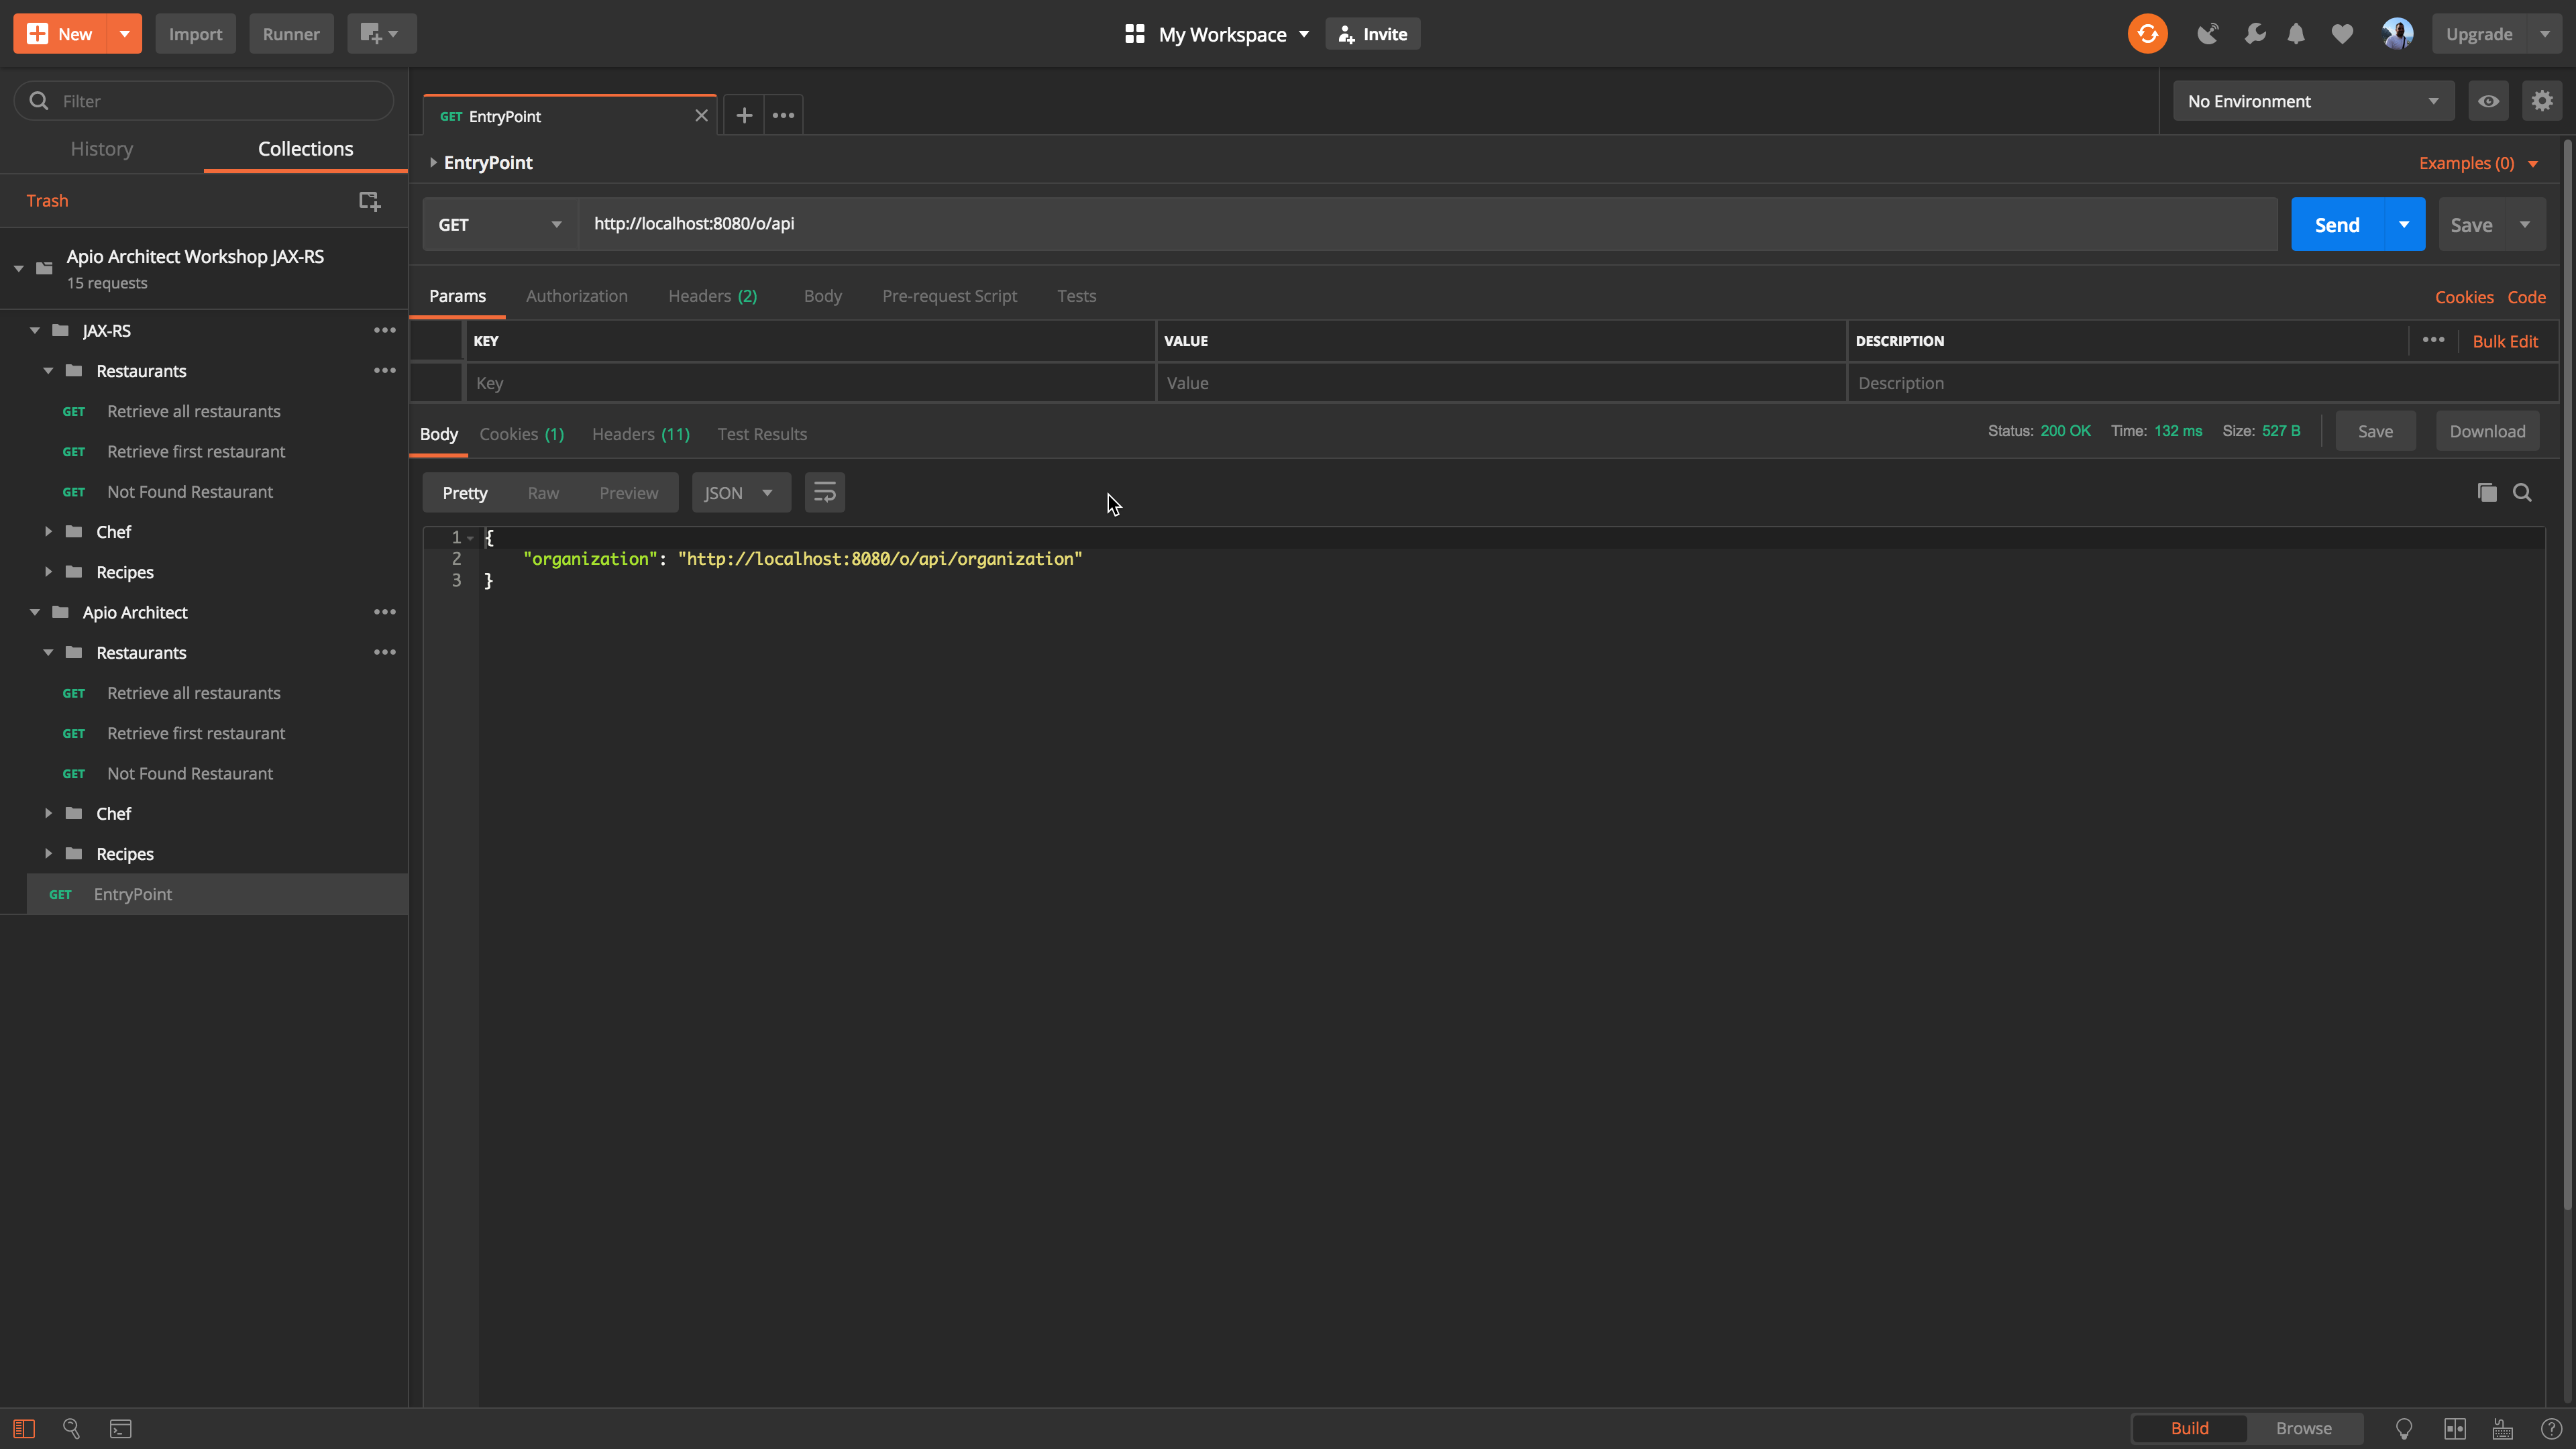 New
Import
Runner
My Workspace
Invite
Upgrade
Filter
History
Collections
Trash
Apio Architect Workshop JAX-RS
15 requests
JAX-RS
Restaurants
GET Retrieve all restaurants
GET Retrieve first restaurant
GET Not Found Restaurant
Chef
Recipes
Apio Architect
Restaurants
GET Retrieve all restaurants
GET Retrieve first restaurant
GET Not Found Restaurant
Chef
Recipes
GET EntryPoint
GET EntryPoint
No Environment
EntryPoint
Examples (0)
GET
http://localhost:8080/o/api
Send
Save
Params Authorization Headers (2) Body Pre-request Script Tests
Cookies Code
KEY VALUE DESCRIPTION
Bulk Edit
Key Value Description
Body Cookies (1) Headers (11) Test Results
Status: 200 OK Time: 132 ms Size: 527 B
Save
Download
Pretty Raw Preview
JSON
1 {
2 "organization": "http://localhost:8080/o/api/organization"
3 }
Build
Browse